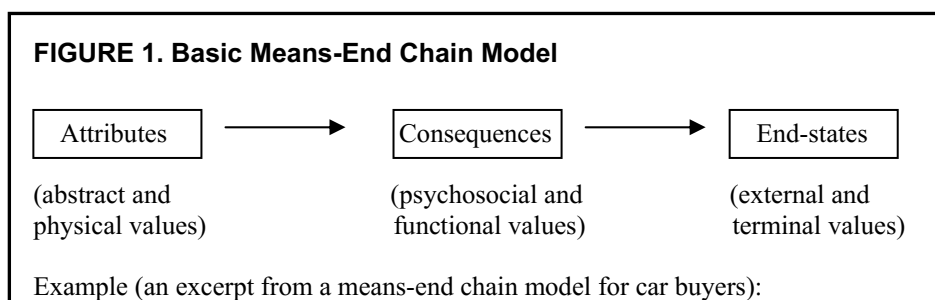 FIGURE 1. Basic Means-End Chain Model
Attributes Consequences End-states
(abstract and (psychosocial and (external and
physical values) functional values) terminal values)
Example (an excerpt from a means-end chain model for car buyers):